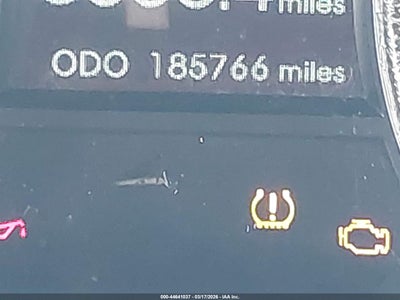 miles
ODO 185766 miles
000-44641037 - 03/17/2026 - IAA Inc.